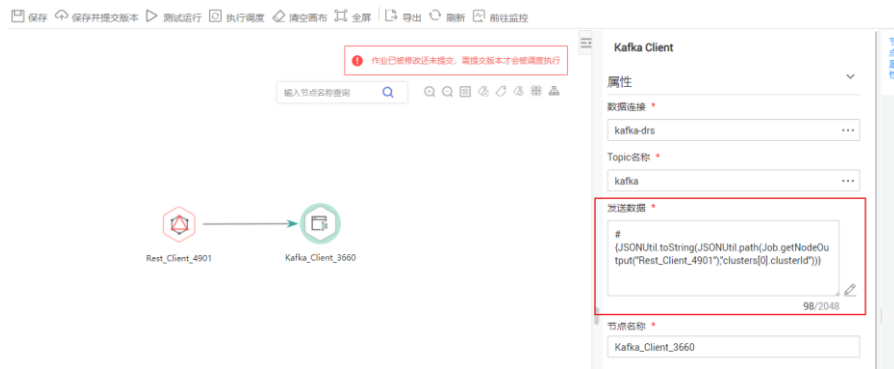 保存 保存并提交版本 测试运行 执行调度 清空画布 全屏 导出 刷新 前往监控
作业已被修改还未提交，需提交版本才会被调度执行
输入节点名称查询
Rest_Client_4901
Kafka_Client_3660
Kafka Client
属性
数据连接 *
kafka-drs
Topic名称 *
kafka
发送数据 *
#
{JSONUtil.toString(JSONUtil.path(Job.getNodeOu
tput("Rest_Client_4901"),"clusters[0].clusterId"))}
98/2048
节点名称 *
Kafka_Client_3660
节点属性